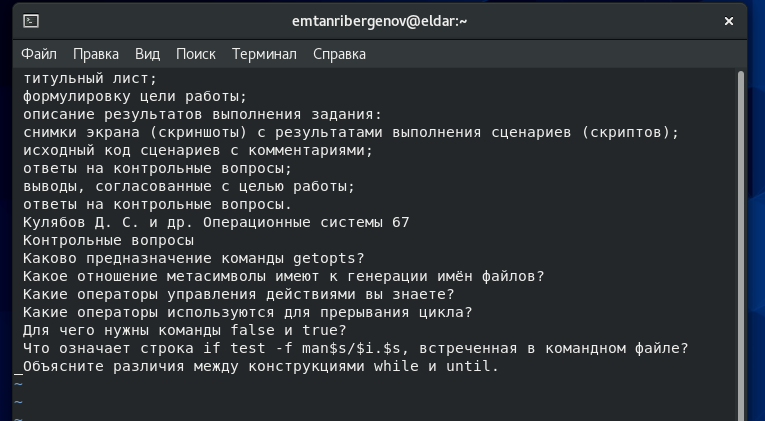 emtanribergenov@eldar:~
Файл Правка Вид Поиск Терминал Справка
титульный лист;
формулировку цели работы;
описание результатов выполнения задания:
снимки экрана (скриншоты) с результатами выполнения сценариев (скриптов);
исходный код сценариев с комментариями;
ответы на контрольные вопросы;
выводы, согласованные с целью работы;
ответы на контрольные вопросы.
Кулябов Д. С. и др. Операционные системы 67
Контрольные вопросы
Каково предназначение команды getopts?
Какое отношение метасимволы имеют к генерации имён файлов?
Какие операторы управления действиями вы знаете?
Какие операторы используются для прерывания цикла?
Для чего нужны команды false и true?
Что означает строка if test -f man$s/$i.$s, встреченная в командном файле?
Объясните различия между конструкциями while и until.
~
~
~